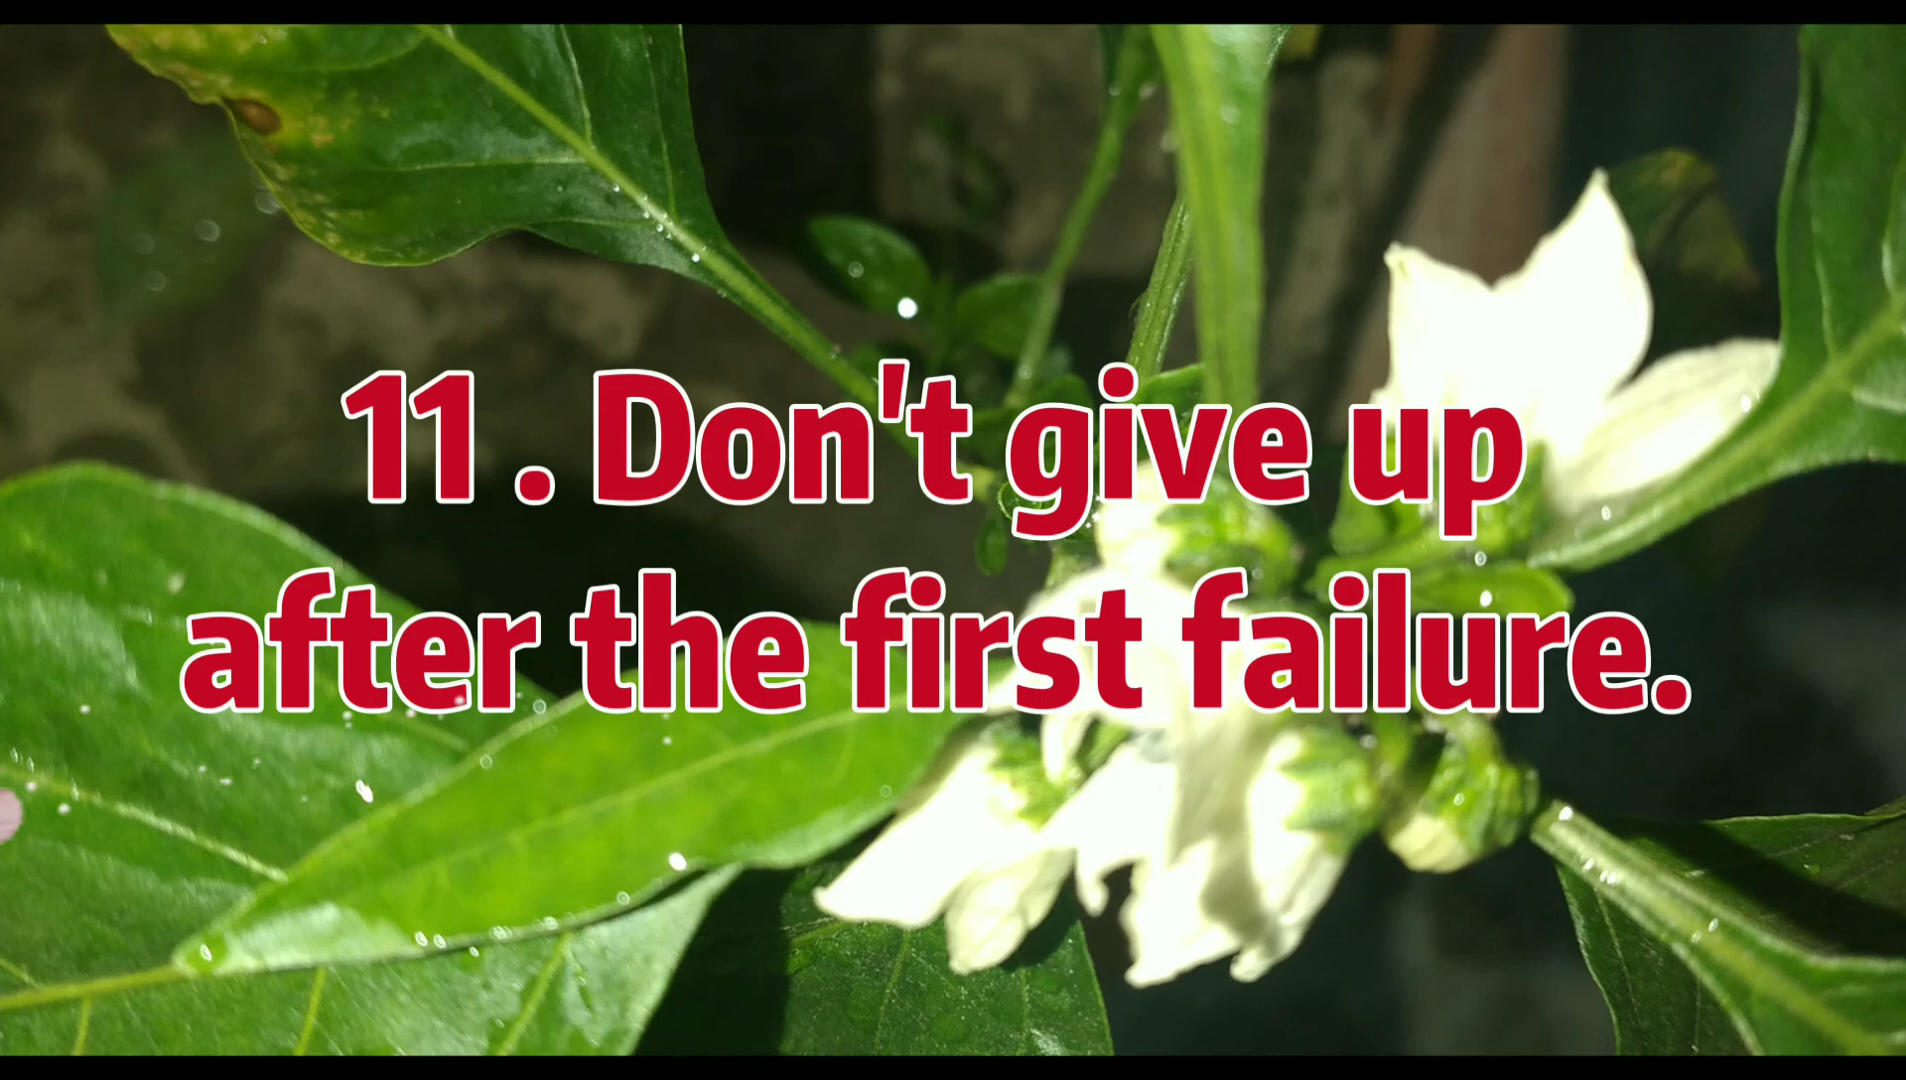 11 . Don't give up
after the first failure.